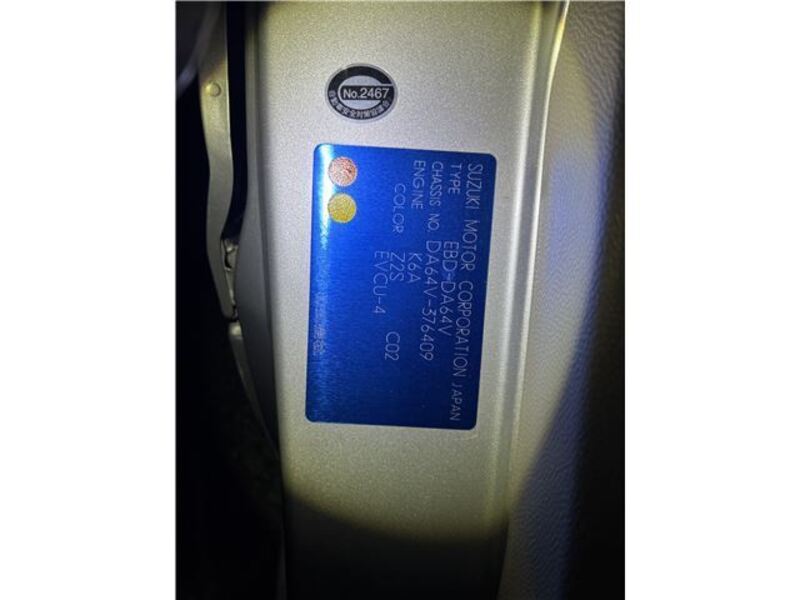 No.2467
SUZUKI MOTOR CORPORATION JAPAN
TYPE EBD-DA64V
CHASSIS NO. DA64V-376409
ENGINE K6A
COLOR Z2S C02
EVCU-4